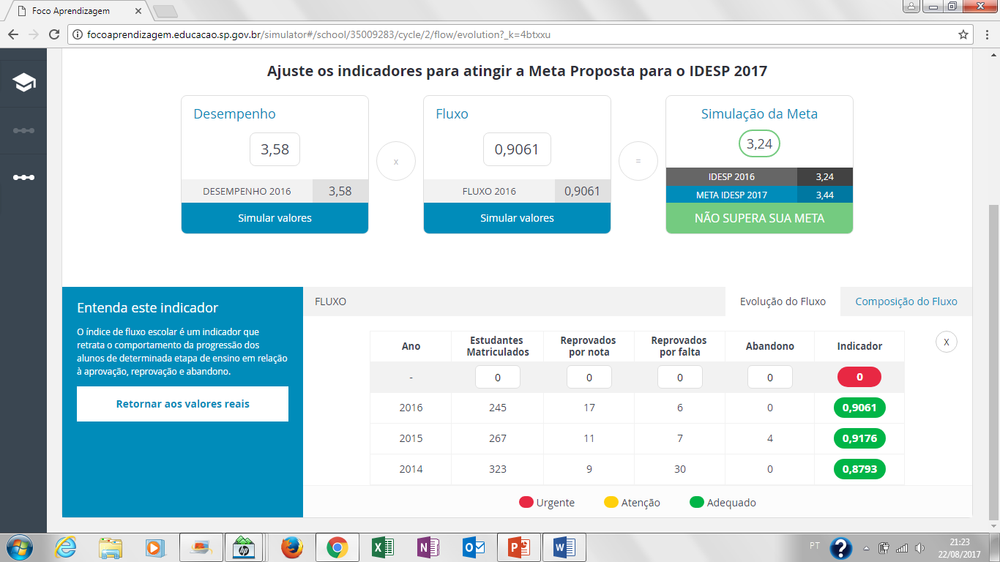 Foco Aprendizagem
focoaprendizagem.educacao.sp.gov.br/simulator#/school/35009283/cycle/2/flow/evolution?_k=4btxxu
Ajuste os indicadores para atingir a Meta Proposta para o IDESP 2017
Desempenho
3,58
DESEMPENHO 2016 3,58
Simular valores
x
Fluxo
0,9061
FLUXO 2016 0,9061
Simular valores
=
Simulação da Meta
3,24
IDESP 2016 3,24
META IDESP 2017 3,44
NÃO SUPERA SUA META
Entenda este indicador
O índice de fluxo escolar é um indicador que
retrata o comportamento da progressão dos
alunos de determinada etapa de ensino em relação
à aprovação, reprovação e abandono.
Retornar aos valores reais
FLUXO Evolução do Fluxo Composição do Fluxo
X
Ano Estudantes Matriculados Reprovados por nota Reprovados por falta Abandono Indicador
- 0 0 0 0 0
2016 245 17 6 0 0,9061
2015 267 11 7 4 0,9176
2014 323 9 30 0 0,8793
Urgente Atenção Adequado
PT 21:23
22/08/2017